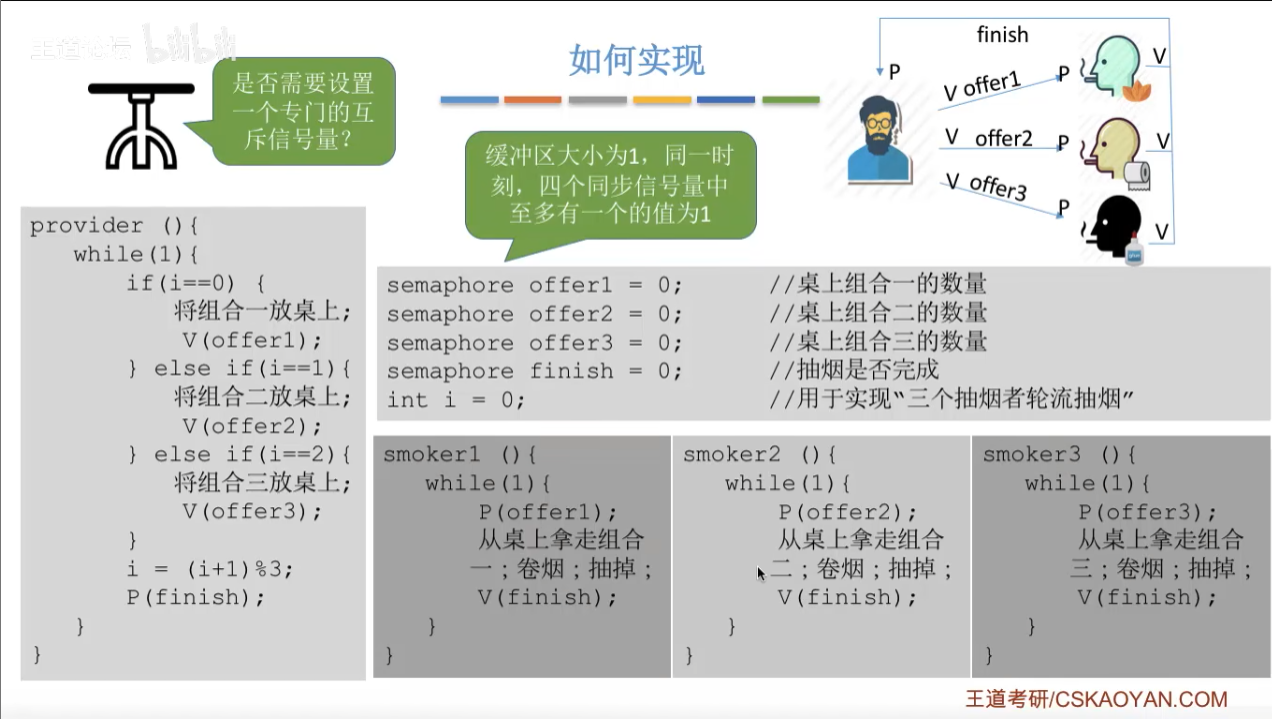 王道论坛 bilibili
如何实现
是否需要设置
一个专门的互
斥信号量？
缓冲区大小为1，同一时
刻，四个同步信号量中
至多有一个的值为1
finish
P
V offer1
P
V
V offer2
P
V
V offer3
P
V
provider (){
while(1){
if(i==0) {
将组合一放桌上;
V(offer1);
} else if(i==1){
将组合二放桌上;
V(offer2);
} else if(i==2){
将组合三放桌上;
V(offer3);
}
i = (i+1)%3;
P(finish);
}
}
semaphore offer1 = 0; //桌上组合一的数量
semaphore offer2 = 0; //桌上组合二的数量
semaphore offer3 = 0; //桌上组合三的数量
semaphore finish = 0; //抽烟是否完成
int i = 0; //用于实现“三个抽烟者轮流抽烟”
smoker1 (){
while(1){
P(offer1);
从桌上拿走组合
一；卷烟；抽掉；
V(finish);
}
}
smoker2 (){
while(1){
P(offer2);
从桌上拿走组合
二；卷烟；抽掉；
V(finish);
}
}
smoker3 (){
while(1){
P(offer3);
从桌上拿走组合
三；卷烟；抽掉；
V(finish);
}
}
王道考研/CSKAOYAN.COM